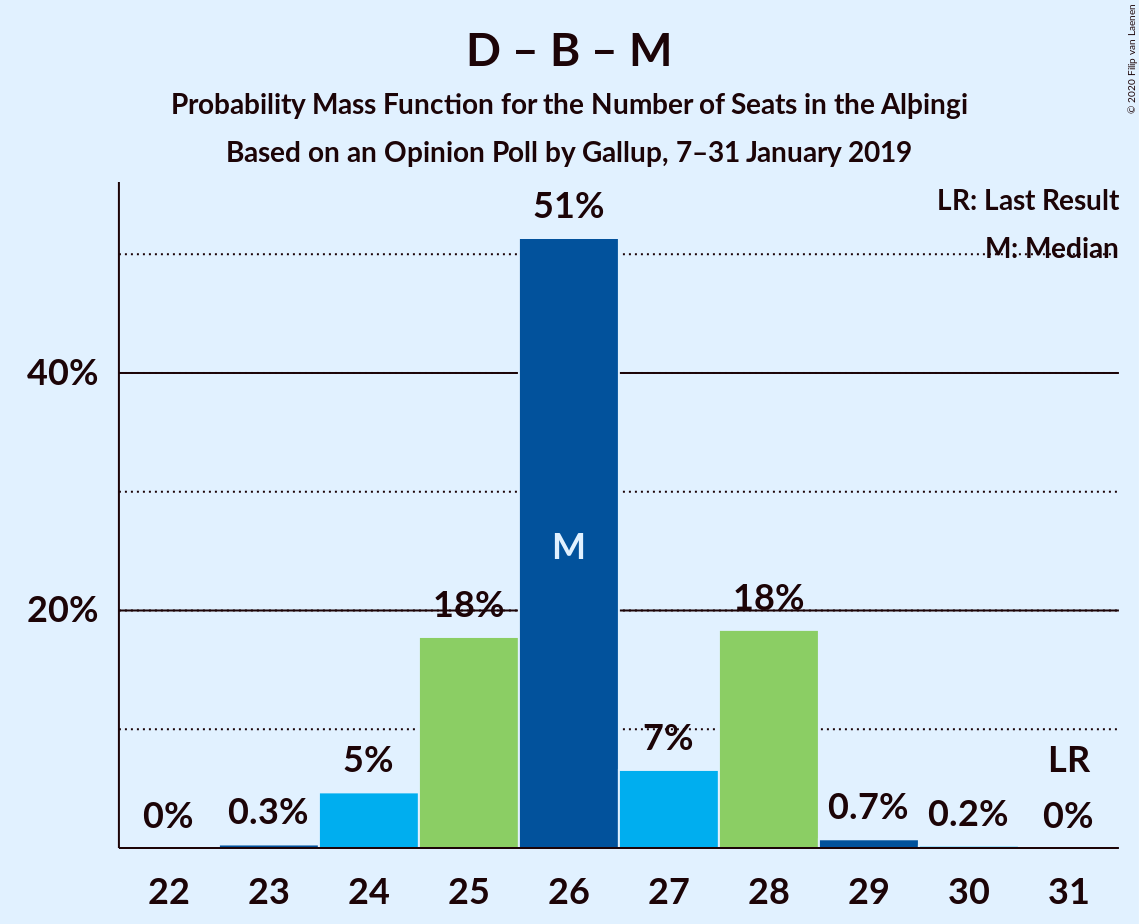 D – B – M
Probability Mass Function for the Number of Seats in the Alþingi
Based on an Opinion Poll by Gallup, 7–31 January 2019
© 2020 Filip van Laenen
LR: Last Result
M: Median
51%
40%
M
20%
18%
18%
7%
5%
LR
0%
0.3%
0.7%
0.2%
0%
22 23 24 25 26 27 28 29 30 31